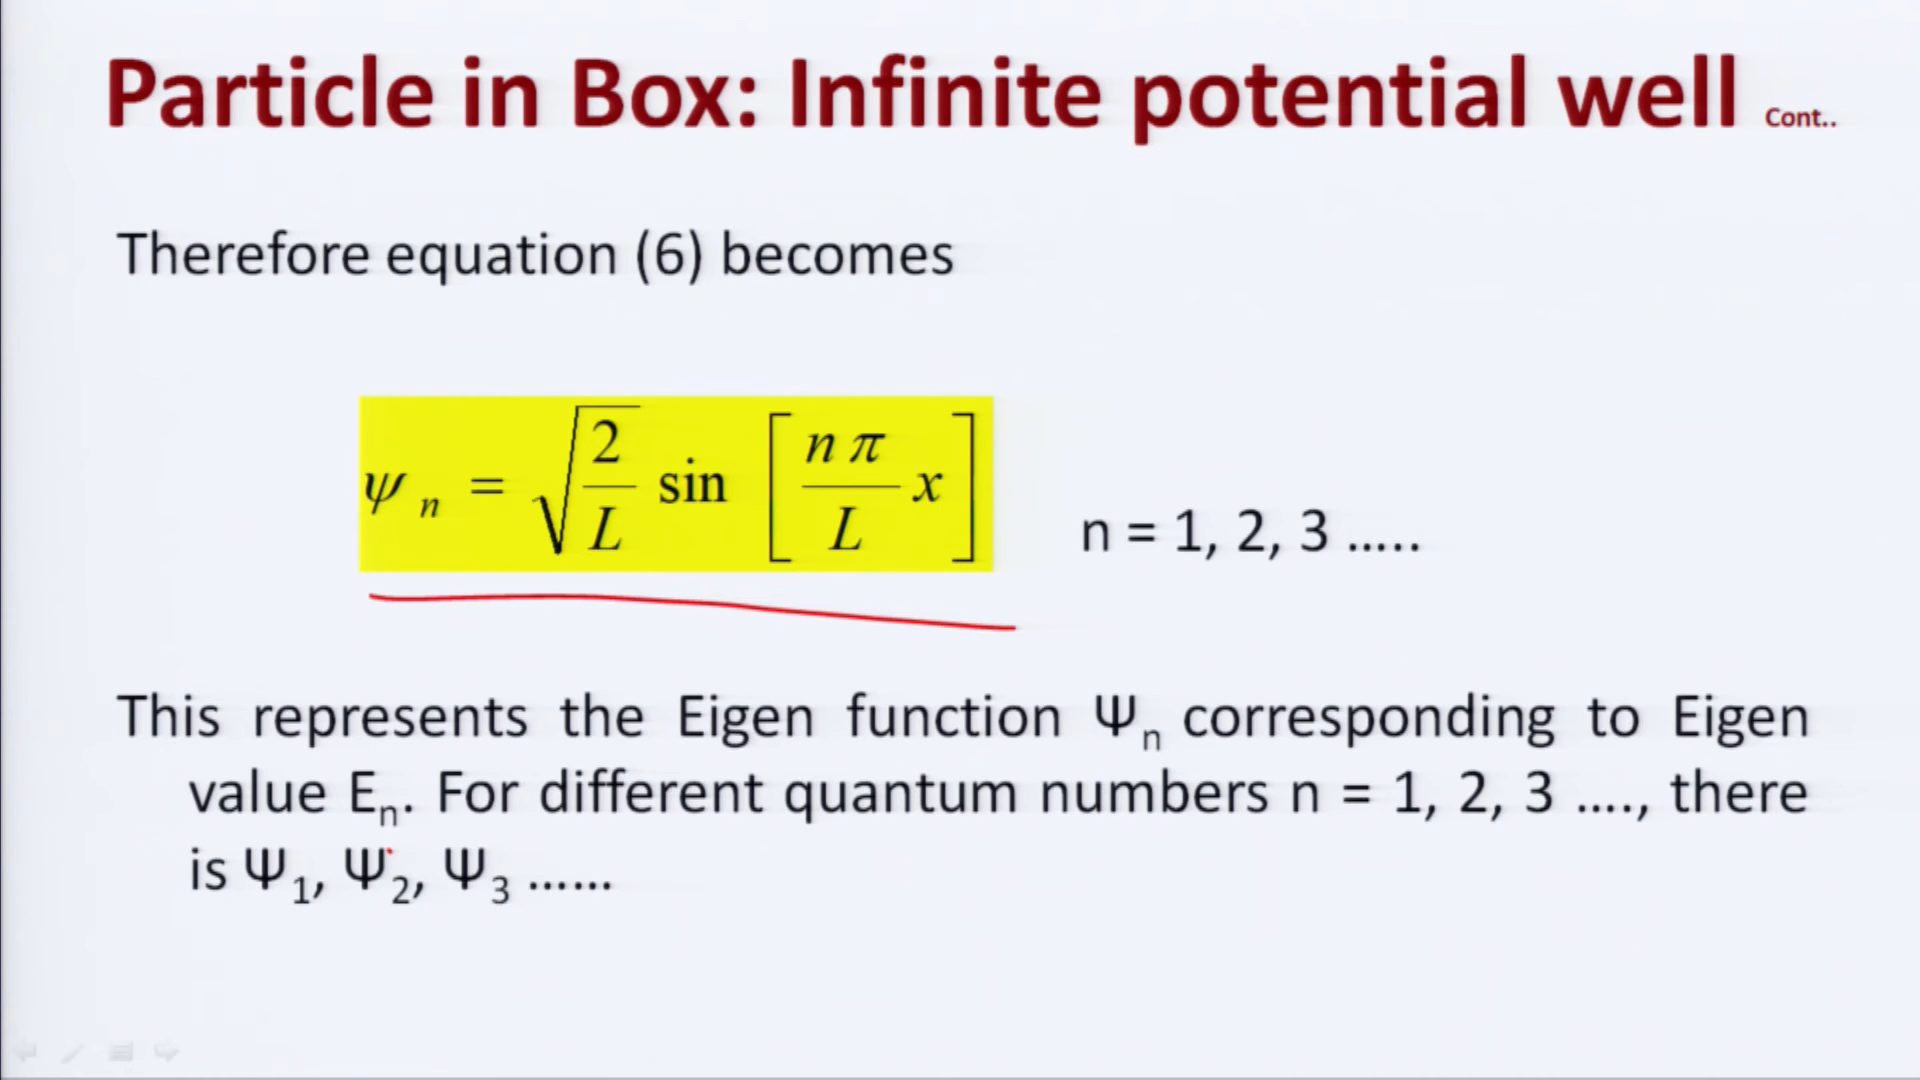 Particle in Box: Infinite potential well Cont..
Therefore equation (6) becomes
ψ n = √(2/L) sin [nπ/L x] n = 1, 2, 3 .....
This represents the Eigen function Ψn corresponding to Eigen
value En. For different quantum numbers n = 1, 2, 3 ...., there
is Ψ1, Ψ2, Ψ3 ......